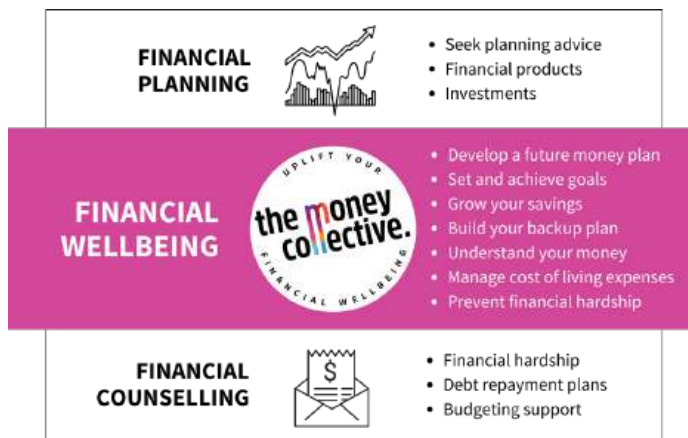 FINANCIAL
PLANNING
• Seek planning advice
• Financial products
• Investments
FINANCIAL
WELLBEING
UPLIFT YOUR
the money
collective.
FINANCIAL WELLBEING
• Develop a future money plan
• Set and achieve goals
• Grow your savings
• Build your backup plan
• Understand your money
• Manage cost of living expenses
• Prevent financial hardship
FINANCIAL
COUNSELLING
$
• Financial hardship
• Debt repayment plans
• Budgeting support